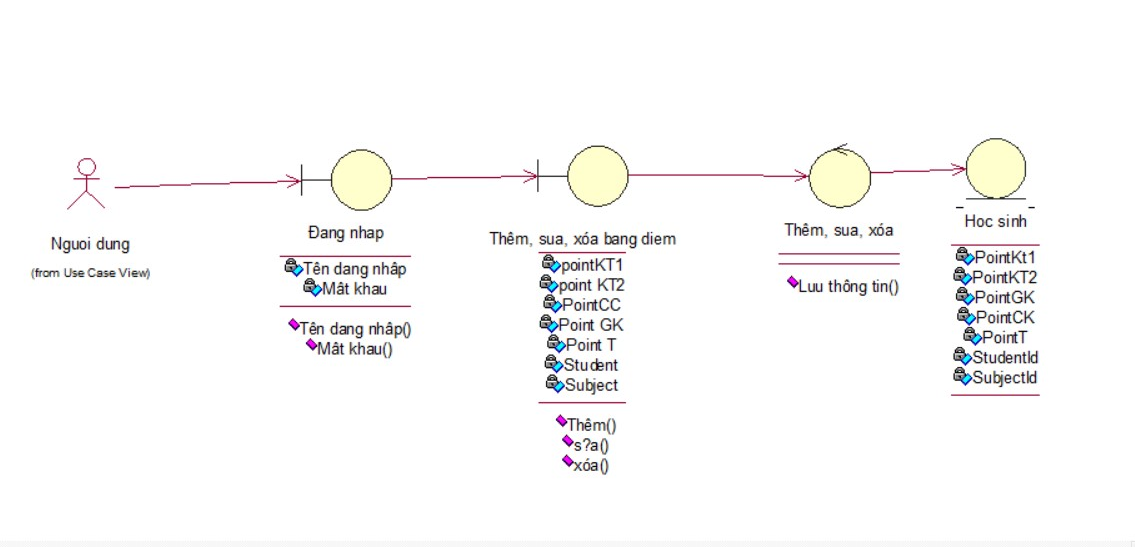 Nguoi dung
(from Use Case View)
Đang nhap
Tên dang nhâp
Mât khau
Tên dang nhâp()
Mât khau()
Thêm, sua, xóa bang diem
pointKT1
point KT2
PointCC
Point GK
Point T
Student
Subject
Thêm()
s?a()
xóa()
Thêm, sua, xóa
Luu thông tin()
Hoc sinh
PointKt1
PointKT2
PointGK
PointCK
PointT
StudentId
SubjectId